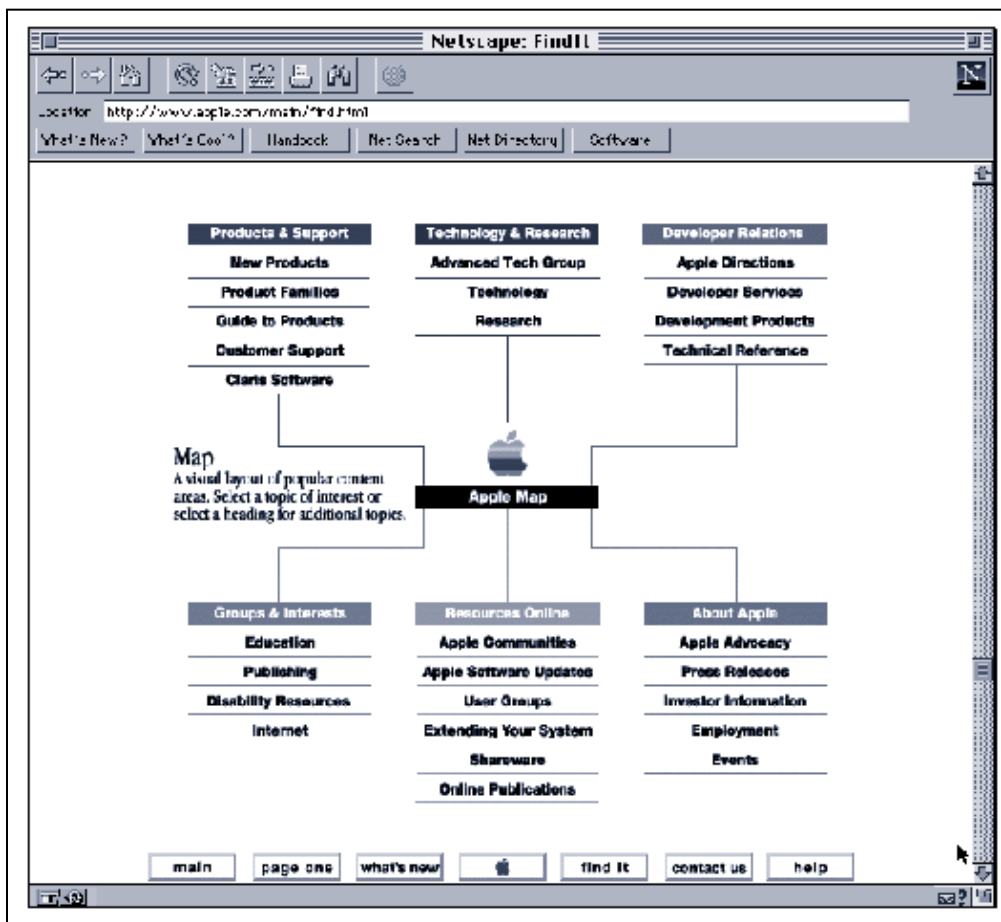 Netscape: FindIt
Location: http://www.apple.com/main/find.html
What's New? What's Cool? Handbook Net Search Net Directory Software
Products & Support
New Products
Product Families
Guide to Products
Customer Support
Claris Software
Technology & Research
Advanced Tech Group
Technology
Research
Developer Relations
Apple Directions
Developer Services
Development Products
Technical Reference
Map
A visual layout of popular content
areas. Select a topic of interest or
select a heading for additional topics.
Apple Map
Groups & Interests
Education
Publishing
Disability Resources
Internet
Resources Online
Apple Communities
Apple Software Updates
User Groups
Extending Your System
Shareware
Online Publications
About Apple
Apple Advocacy
Press Releases
Investor Information
Employment
Events
main page one what's new find it contact us help
N
?